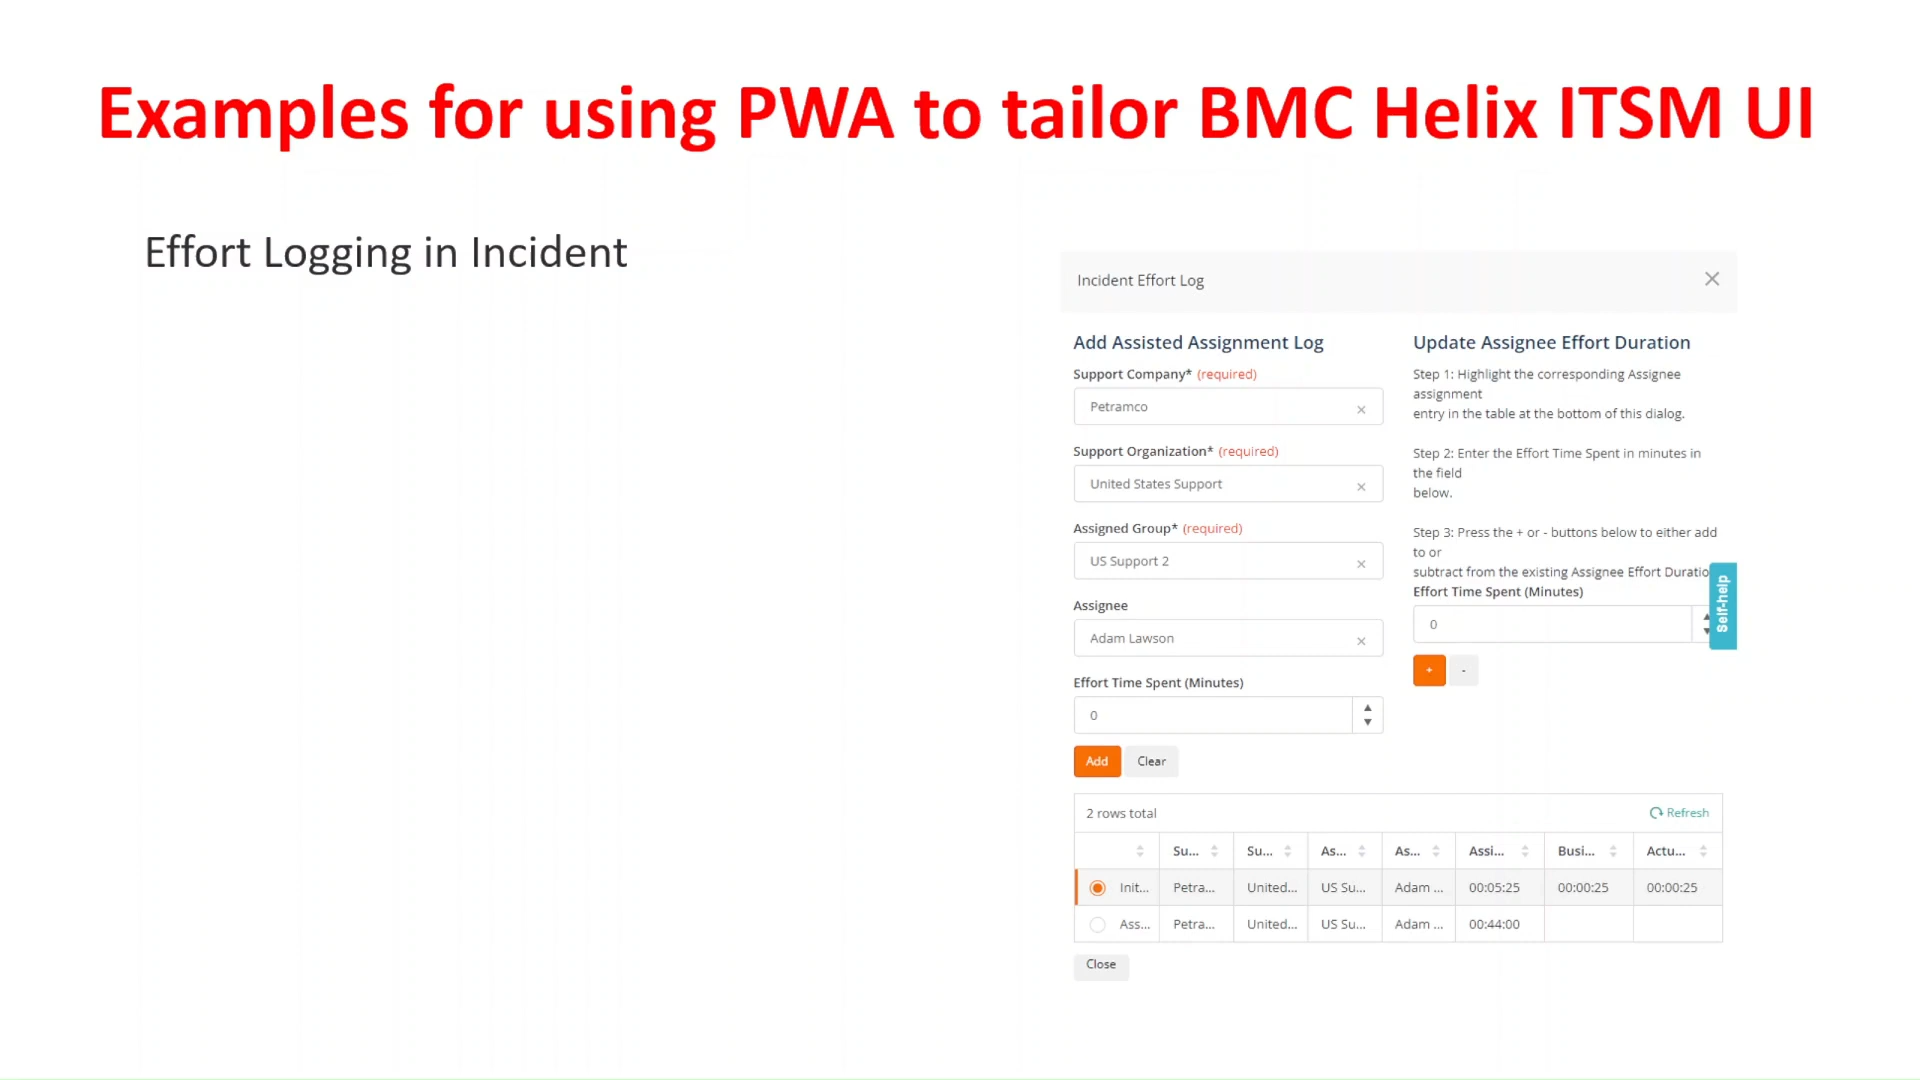 Examples for using PWA to tailor BMC Helix ITSM UI
Effort Logging in Incident
Incident Effort Log
Add Assisted Assignment Log
Support Company* (required)
Petramco
Support Organization* (required)
United States Support
Assigned Group* (required)
US Support 2
Assignee
Adam Lawson
Effort Time Spent (Minutes)
0
Add Clear
Update Assignee Effort Duration
Step 1: Highlight the corresponding Assignee
assignment
entry in the table at the bottom of this dialog.
Step 2: Enter the Effort Time Spent in minutes in
the field
below.
Step 3: Press the + or - buttons below to either add
to or
subtract from the existing Assignee Effort Duratio
Effort Time Spent (Minutes)
0
+ -
Self-help
2 rows total Refresh
Su... Su... As... As... Assi... Busi... Actu...
Init... Petra... United... US Su... Adam ... 00:05:25 00:00:25 00:00:25
Ass... Petra... United... US Su... Adam ... 00:44:00
Close